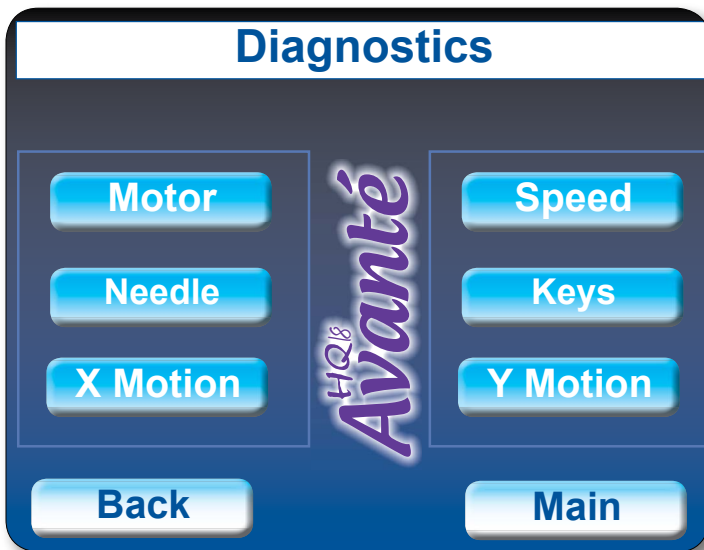 Diagnostics
Motor
Speed
Needle
Keys
X Motion
Y Motion
HQ18
Avanté
Back
Main